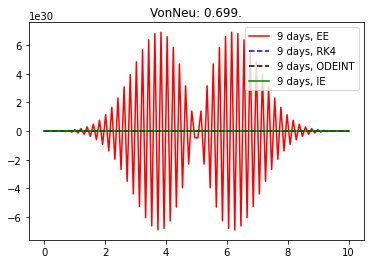 VonNeu: 0.699.
1e30
9 days, EE
9 days, RK4
9 days, ODEINT
9 days, IE
6
4
2
0
−2
−4
−6
0 2 4 6 8 10